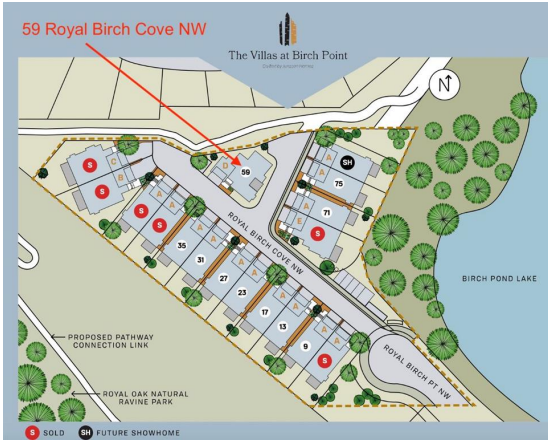 59 Royal Birch Cove NW
The Villas at Birch Point
N
S
C
S
B
D
59
A
SH
A
75
A
71
E
S
A
S
A
S
A
35
A
31
A
27
A
23
A
17
A
13
A
9
A
S
ROYAL BIRCH COVE NW
ROYAL BIRCH PT NW
BIRCH POND LAKE
PROPOSED PATHWAY
CONNECTION LINK
ROYAL OAK NATURAL
RAVINE PARK
S SOLD SH FUTURE SHOWHOME